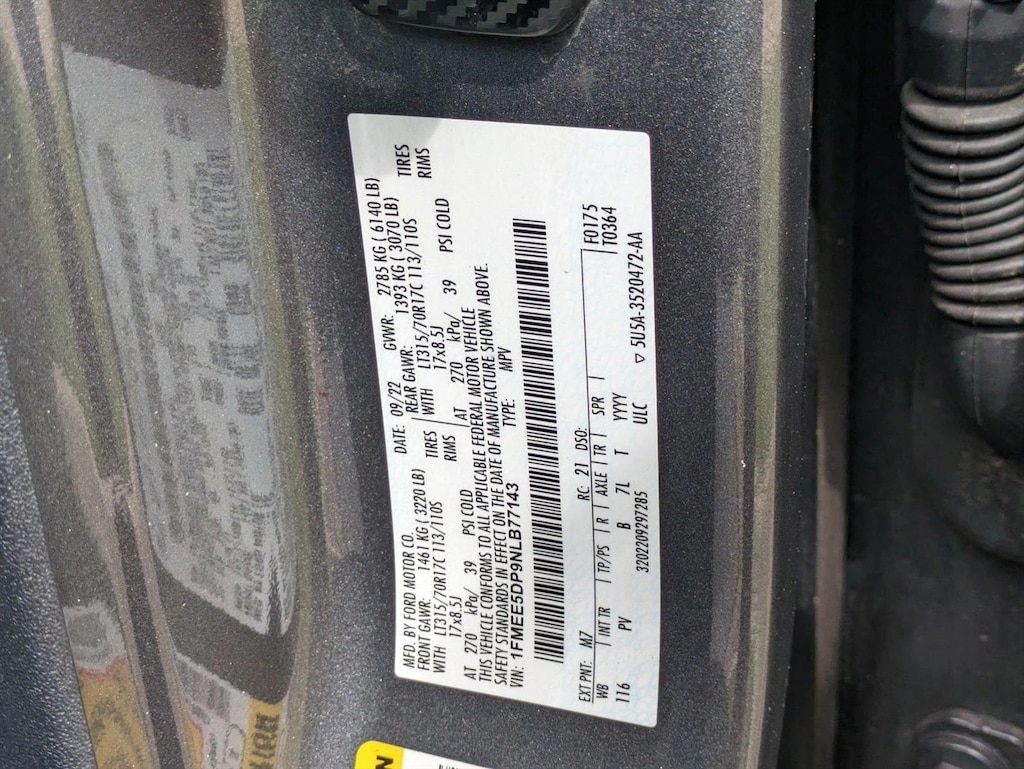 MFD. BY FORD MOTOR CO. DATE: 09/22 GVWR: 2785 KG ( 6140 LB)
FRONT GAWR: 1461 KG ( 3220 LB) REAR GAWR: 1393 KG ( 3070 LB)
WITH LT315/70R17C 113/110S TIRES WITH LT315/70R17C 113/110S TIRES
17x8.5J RIMS 17x8.5J RIMS
AT 270 kPa/ 39 PSI COLD AT 270 kPa/ 39 PSI COLD
THIS VEHICLE CONFORMS TO ALL APPLICABLE FEDERAL MOTOR VEHICLE
SAFETY STANDARDS IN EFFECT ON THE DATE OF MANUFACTURE SHOWN ABOVE.
VIN: 1FMEE5DP9NLB77143 TYPE: MPV
EXT PNT: M7 RC: 21 DSO: F0175
WB INT TR TP/PS R AXLE TR SPR T0364
116 PV B 7L T YYYY
ULC
3202209297285 5U5A-3520472-AA